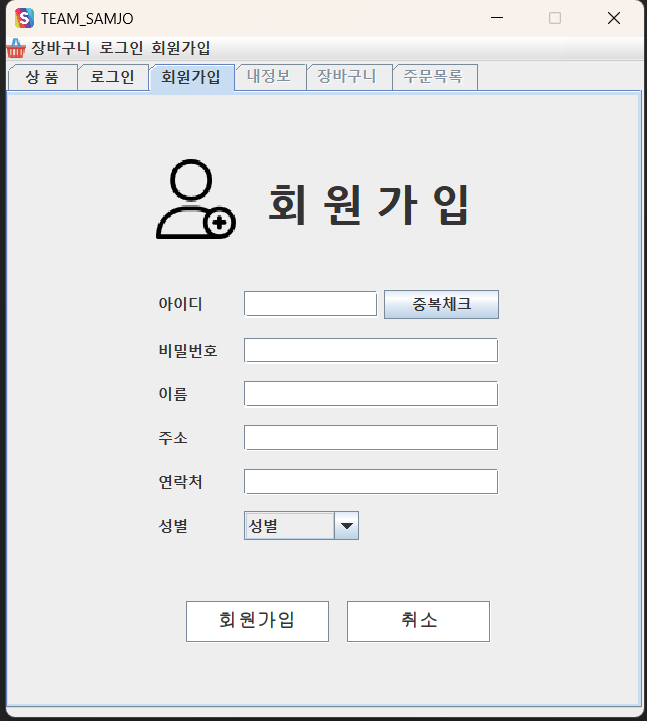 TEAM_SAMJO
장바구니 로그인 회원가입
상 품 로그인 회원가입 내정보 장바구니 주문목록
회 원 가 입
아이디 중복체크
비밀번호
이름
주소
연락처
성별 성별
회원가입 취소